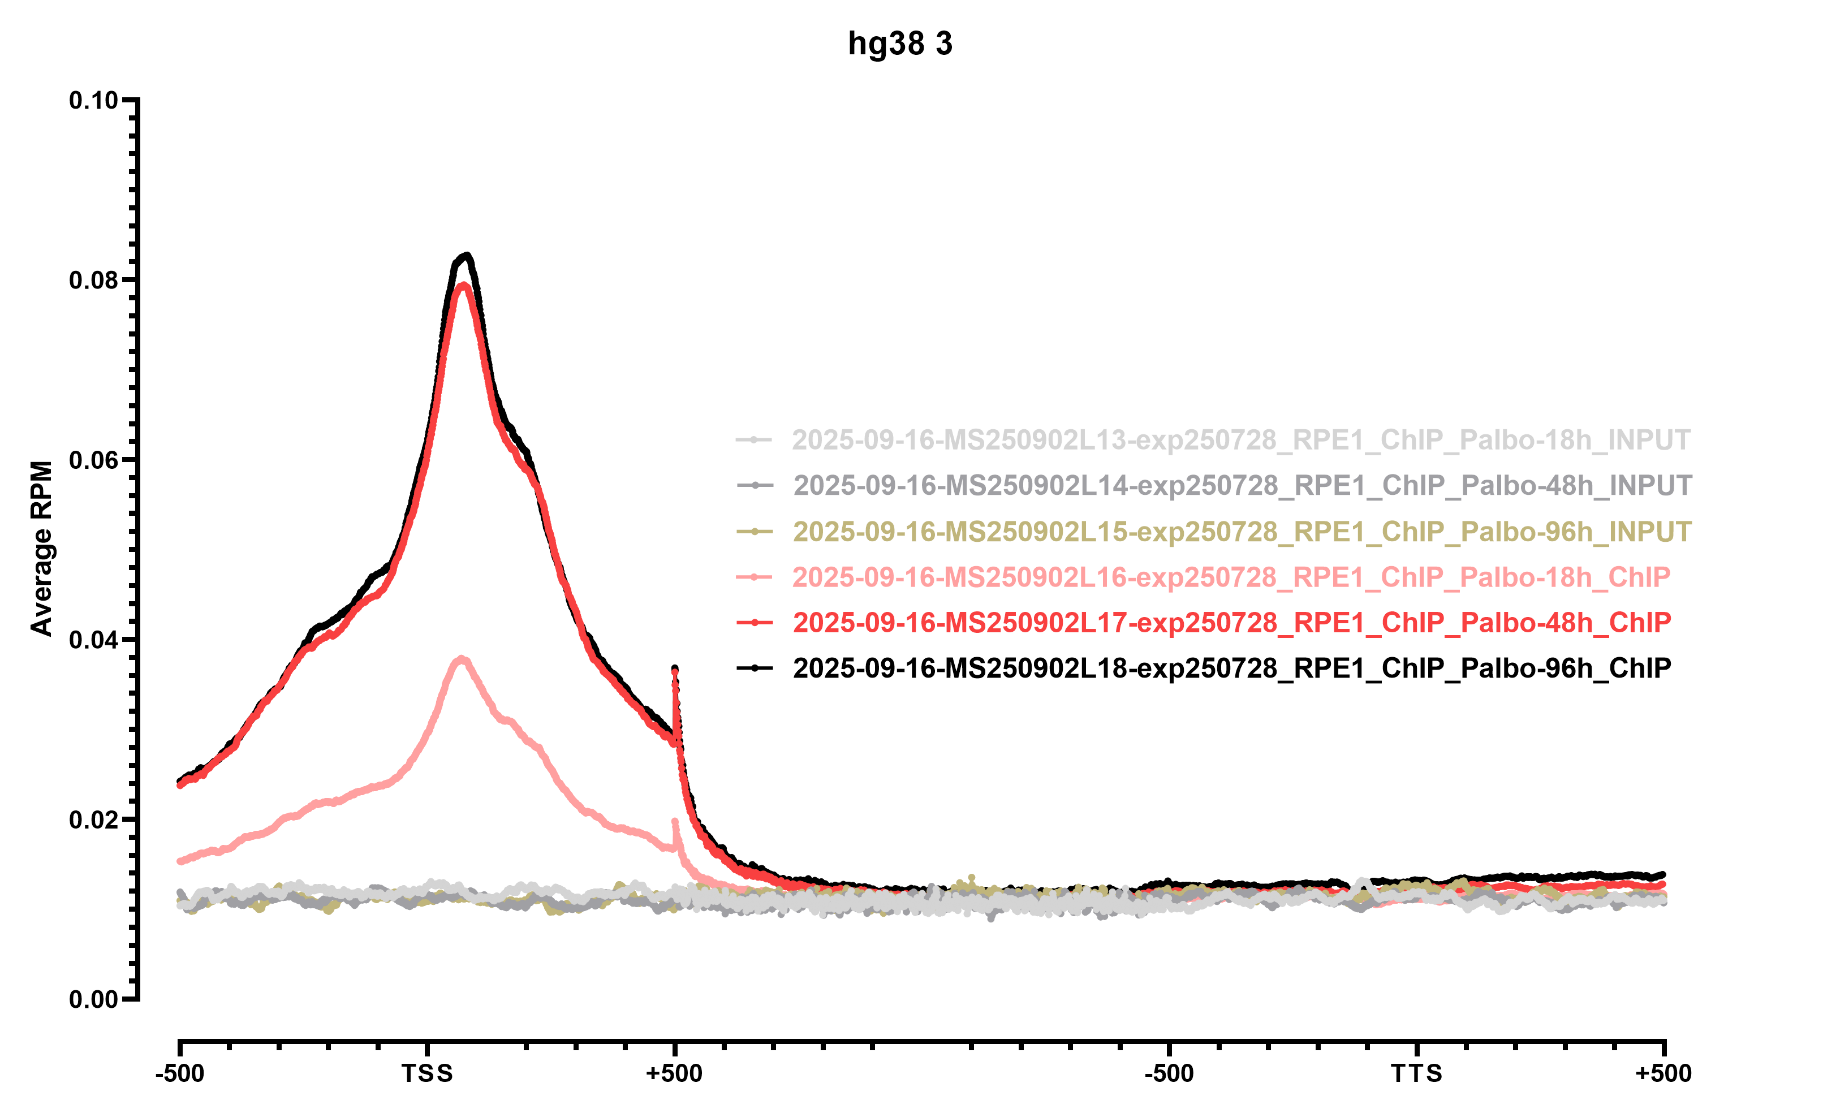 hg38 3
0.10
0.08
0.06
0.04
0.02
0.00
Average RPM
2025-09-16-MS250902L13-exp250728_RPE1_ChIP_Palbo-18h_INPUT
2025-09-16-MS250902L14-exp250728_RPE1_ChIP_Palbo-48h_INPUT
2025-09-16-MS250902L15-exp250728_RPE1_ChIP_Palbo-96h_INPUT
2025-09-16-MS250902L16-exp250728_RPE1_ChIP_Palbo-18h_ChIP
2025-09-16-MS250902L17-exp250728_RPE1_ChIP_Palbo-48h_ChIP
2025-09-16-MS250902L18-exp250728_RPE1_ChIP_Palbo-96h_ChIP
-500 TSS +500 -500 TTS +500